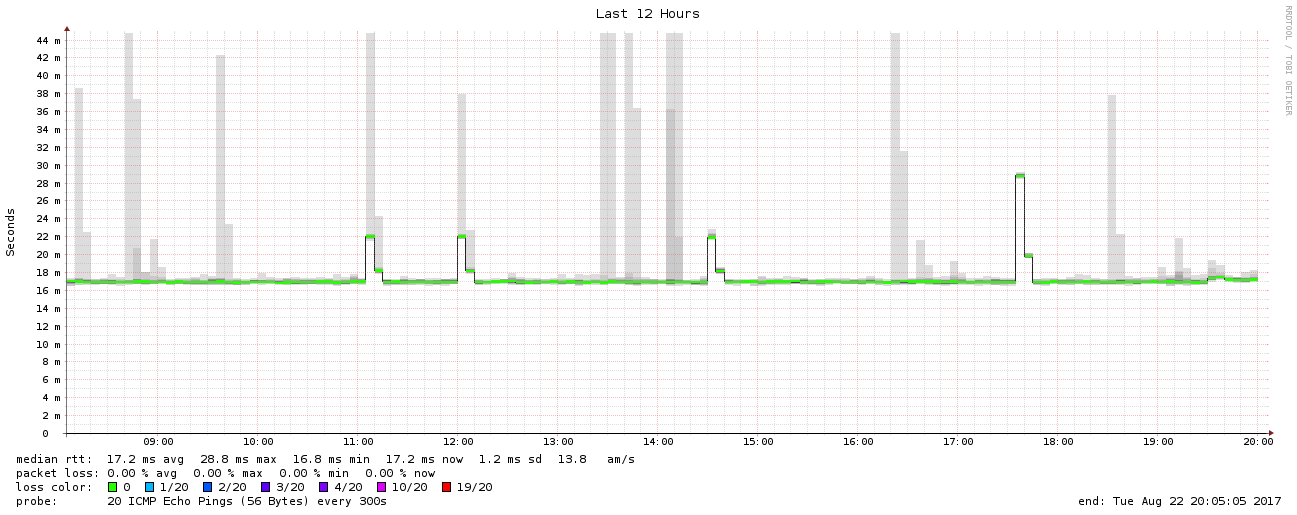 Last 12 Hours
RRDTOOL / TOBI OETIKER
Seconds
44 m
42 m
40 m
38 m
36 m
34 m
32 m
30 m
28 m
26 m
24 m
22 m
20 m
18 m
16 m
14 m
12 m
10 m
8 m
6 m
4 m
2 m
0
09:00 10:00 11:00 12:00 13:00 14:00 15:00 16:00 17:00 18:00 19:00 20:00
median rtt: 17.2 ms avg 28.8 ms max 16.8 ms min 17.2 ms now 1.2 ms sd 13.8 am/s
packet loss: 0.00 % avg 0.00 % max 0.00 % min 0.00 % now
loss color: 0 1/20 2/20 3/20 4/20 10/20 19/20
probe: 20 ICMP Echo Pings (56 Bytes) every 300s end: Tue Aug 22 20:05:05 2017